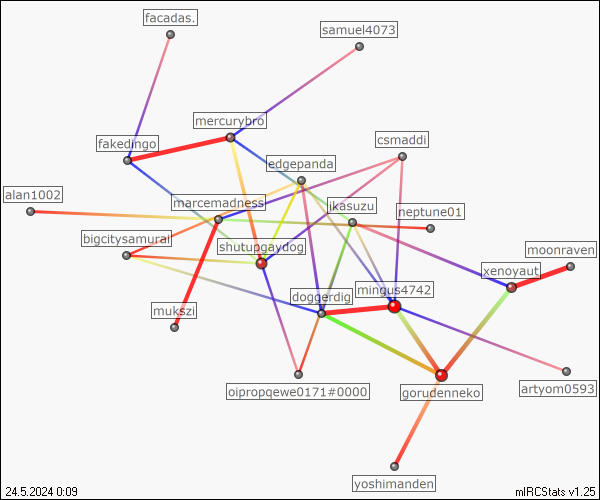 facadas.
samuel4073
mercurybro
csmaddi
fakedingo
edgepanda
alan1002
marcemadness
ikasuzu
neptune01
bigcitysamurai
shutupgaydog
moonraven
xenoyaut
mingus4742
doggerdig
mukszi
oipropqewe0171#0000
gorudenneko
artyom0593
yoshimanden
24.5.2024 0:09
mIRCStats v1.25